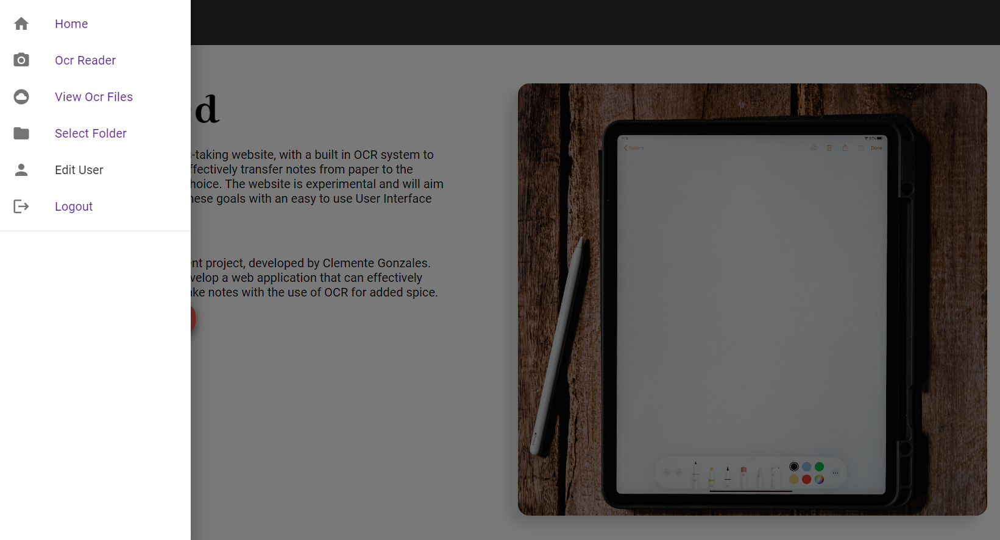 Home
Ocr Reader
View Ocr Files
Select Folder
Edit User
Logout
d
-taking website, with a built in OCR system to
ffectively transfer notes from paper to the
hoice. The website is experimental and will aim
hese goals with an easy to use User Interface
nt project, developed by Clemente Gonzales.
velop a web application that can effectively
ke notes with the use of OCR for added spice.
1:13
87%
Folders
Done